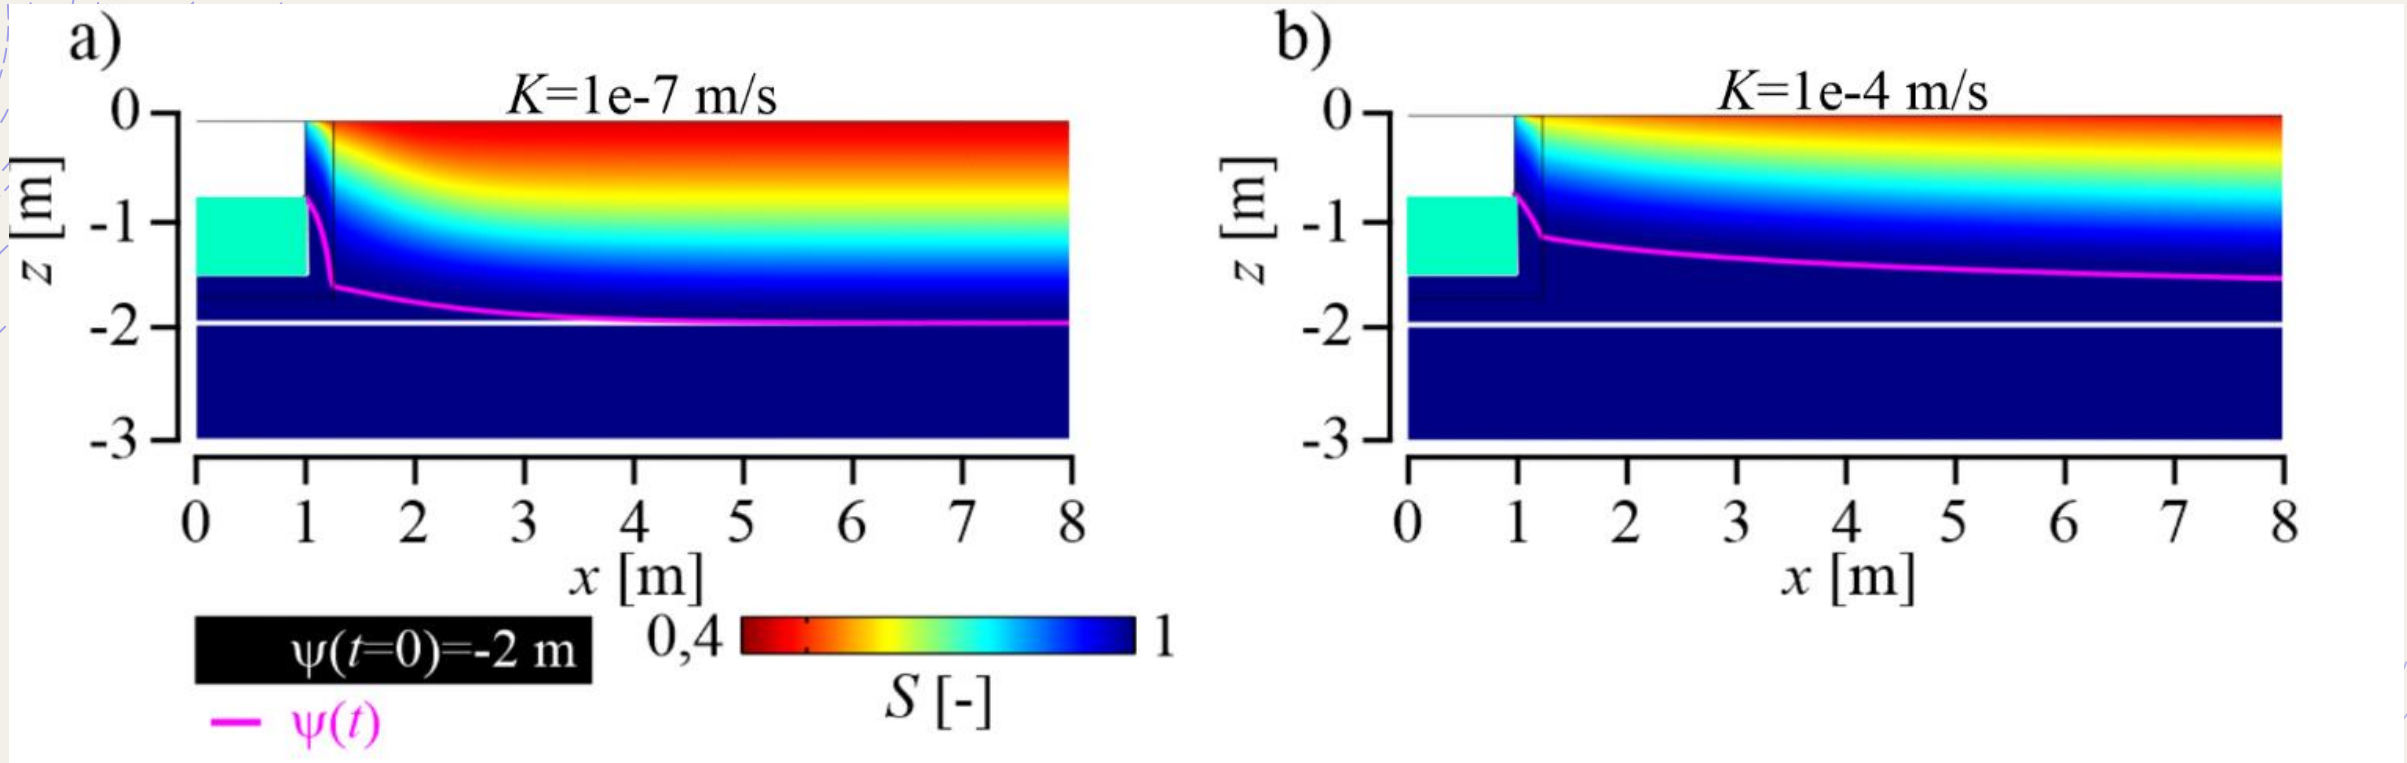 a)
K=1e-7 m/s
0
-1
-2
-3
z [m]
0 1 2 3 4 5 6 7 8
x [m]
b)
K=1e-4 m/s
0
-1
-2
-3
z [m]
0 1 2 3 4 5 6 7 8
x [m]
ψ(t=0)=-2 m
ψ(t)
0,4 1
S [-]